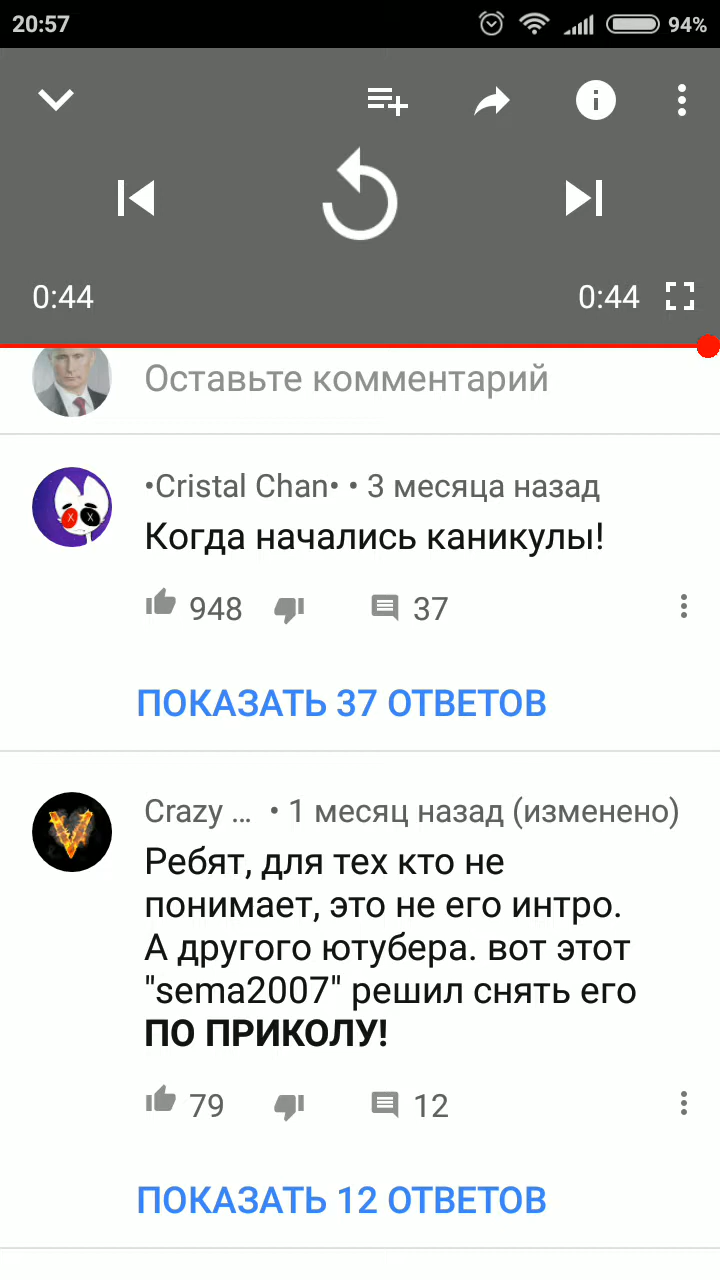 20:57
94%
0:44
0:44
Оставьте комментарий
•Cristal Chan• • 3 месяца назад
Когда начались каникулы!
948
37
ПОКАЗАТЬ 37 ОТВЕТОВ
Crazy ... • 1 месяц назад (изменено)
Ребят, для тех кто не
понимает, это не его интро.
А другого ютубера. вот этот
"sema2007" решил снять его
ПО ПРИКОЛУ!
79
12
ПОКАЗАТЬ 12 ОТВЕТОВ